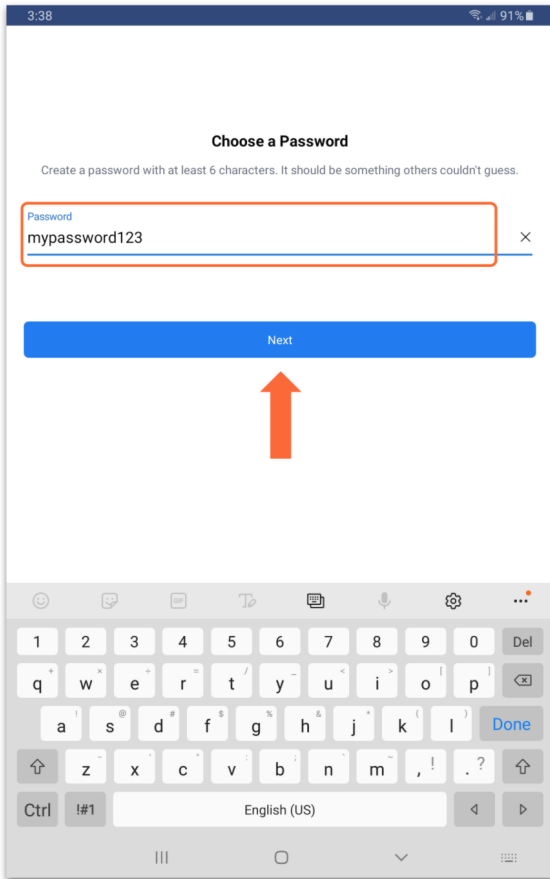 3:38 91%
Choose a Password
Create a password with at least 6 characters. It should be something others couldn't guess.
Password
mypassword123
Next
GIF
1 2 3 4 5 6 7 8 9 0 Del
q + w × e ÷ r = t / y _ u < i > o [ p ]
a ! s @ d # f $ g % h & j * k ( l ) Done
z x c v b n m , ! . ?
Ctrl !#1 English (US)